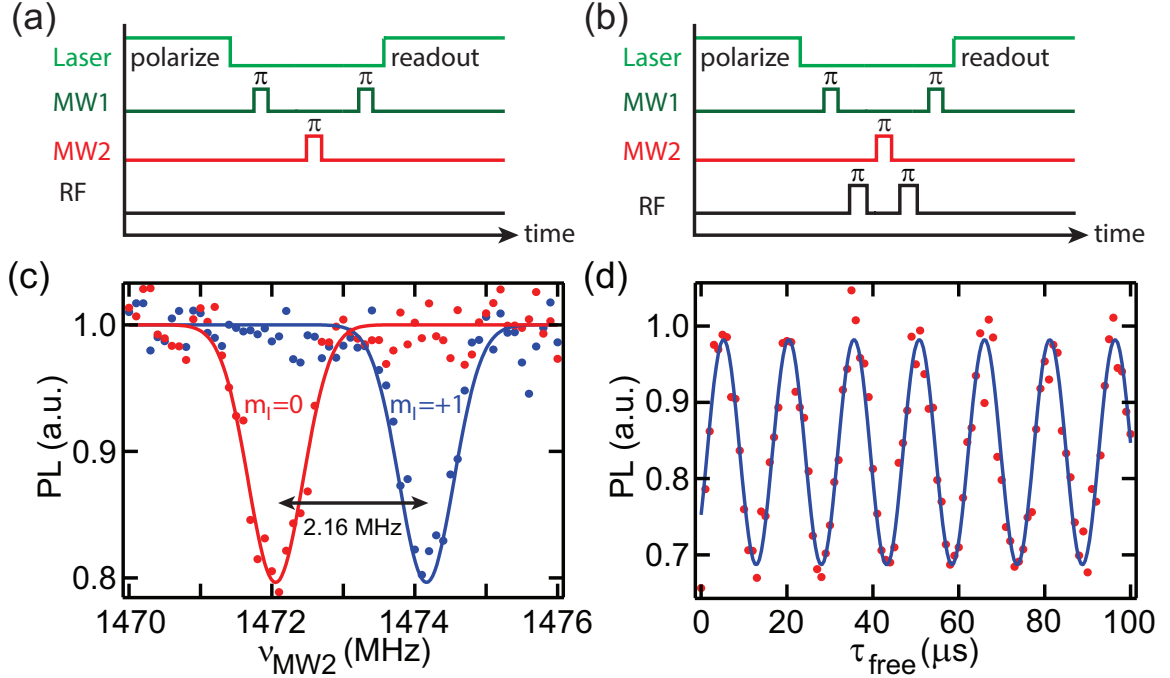 (a)
Laser
polarize
readout
MW1
π
π
MW2
π
RF
time
(b)
Laser
polarize
readout
MW1
π
π
MW2
π
RF
π
π
time
(c)
PL (a.u.)
1.0
0.9
0.8
m_I=0
m_I=+1
2.16 MHz
1470
1472
1474
1476
ν_MW2 (MHz)
(d)
PL (a.u.)
1.0
0.9
0.8
0.7
0
20
40
60
80
100
τ_free (μs)